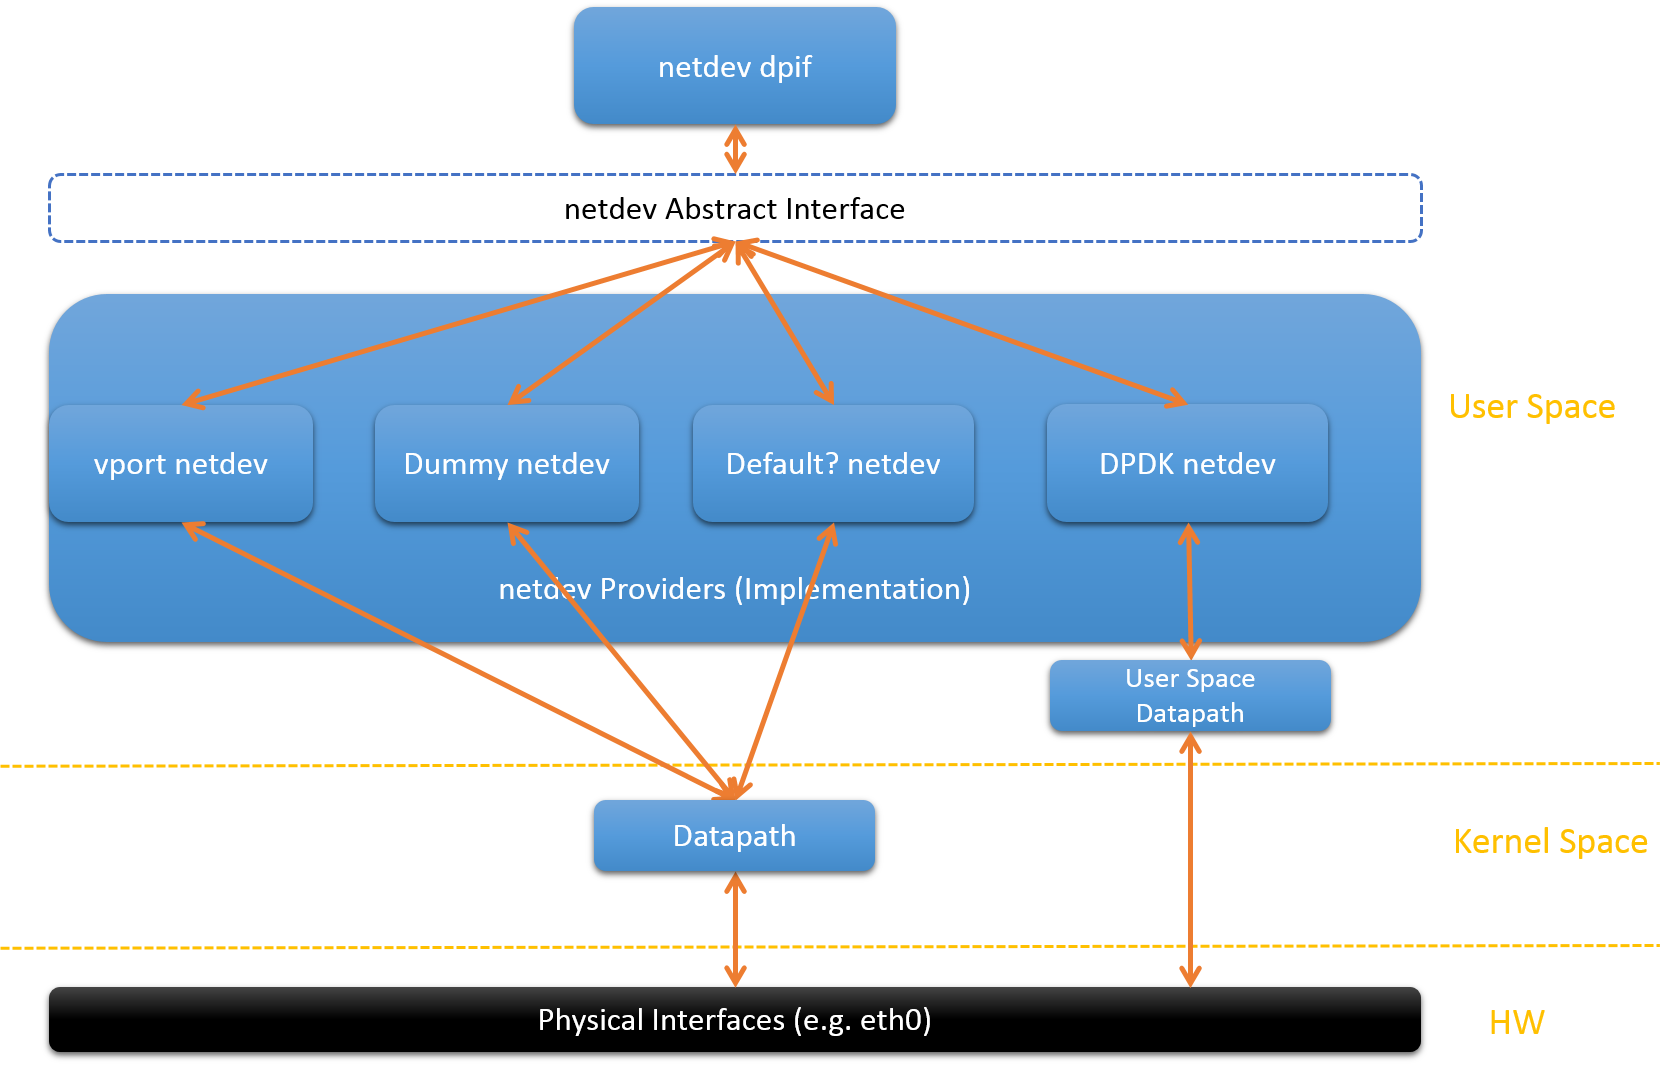 netdev dpif
netdev Abstract Interface
User Space
vport netdev
Dummy netdev
Default? netdev
DPDK netdev
netdev Providers (Implementation)
User Space
Datapath
Datapath
Kernel Space
Physical Interfaces (e.g. eth0)
HW